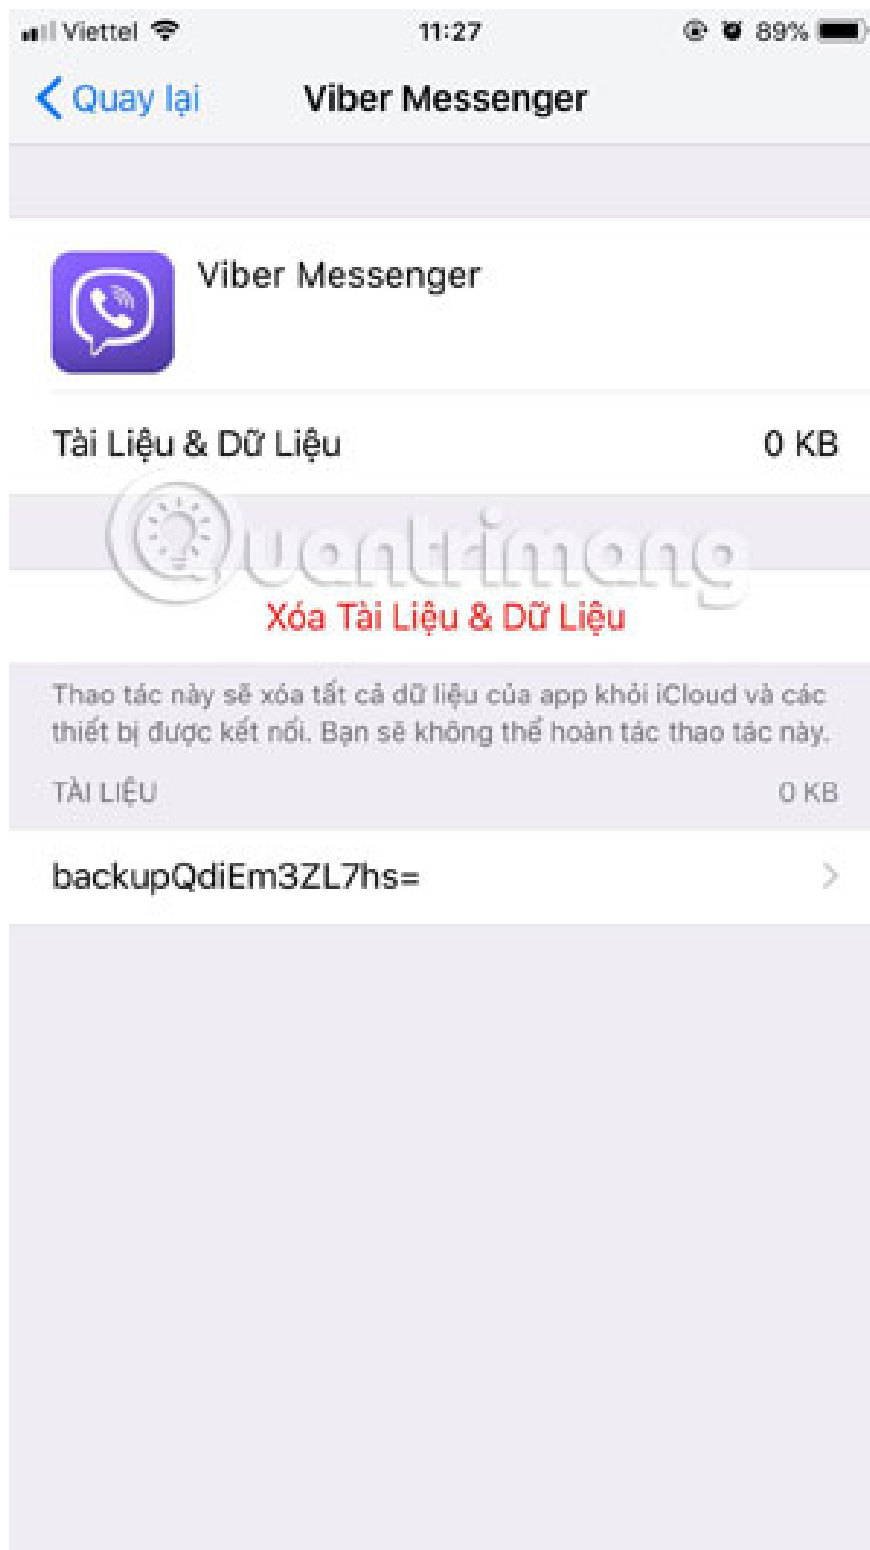 Viettel 11:27 89%
Quay lại Viber Messenger
Viber Messenger
Tài Liệu & Dữ Liệu 0 KB
Quantrimang
Xóa Tài Liệu & Dữ Liệu
Thao tác này sẽ xóa tất cả dữ liệu của app khỏi iCloud và các
thiết bị được kết nối. Bạn sẽ không thể hoàn tác thao tác này.
TÀI LIỆU 0 KB
backupQdiEm3ZL7hs=